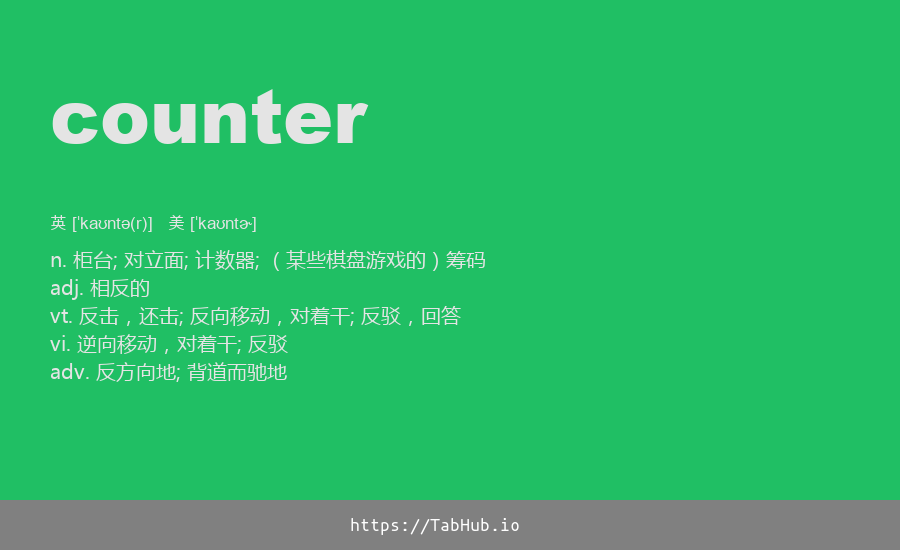 counter
英 [ˈkaʊntə(r)] 美 [ˈkaʊntɚ]
n. 柜台; 对立面; 计数器; （某些棋盘游戏的）筹码
adj. 相反的
vt. 反击，还击; 反向移动，对着干; 反驳，回答
vi. 逆向移动，对着干; 反驳
adv. 反方向地; 背道而驰地
https://TabHub.io